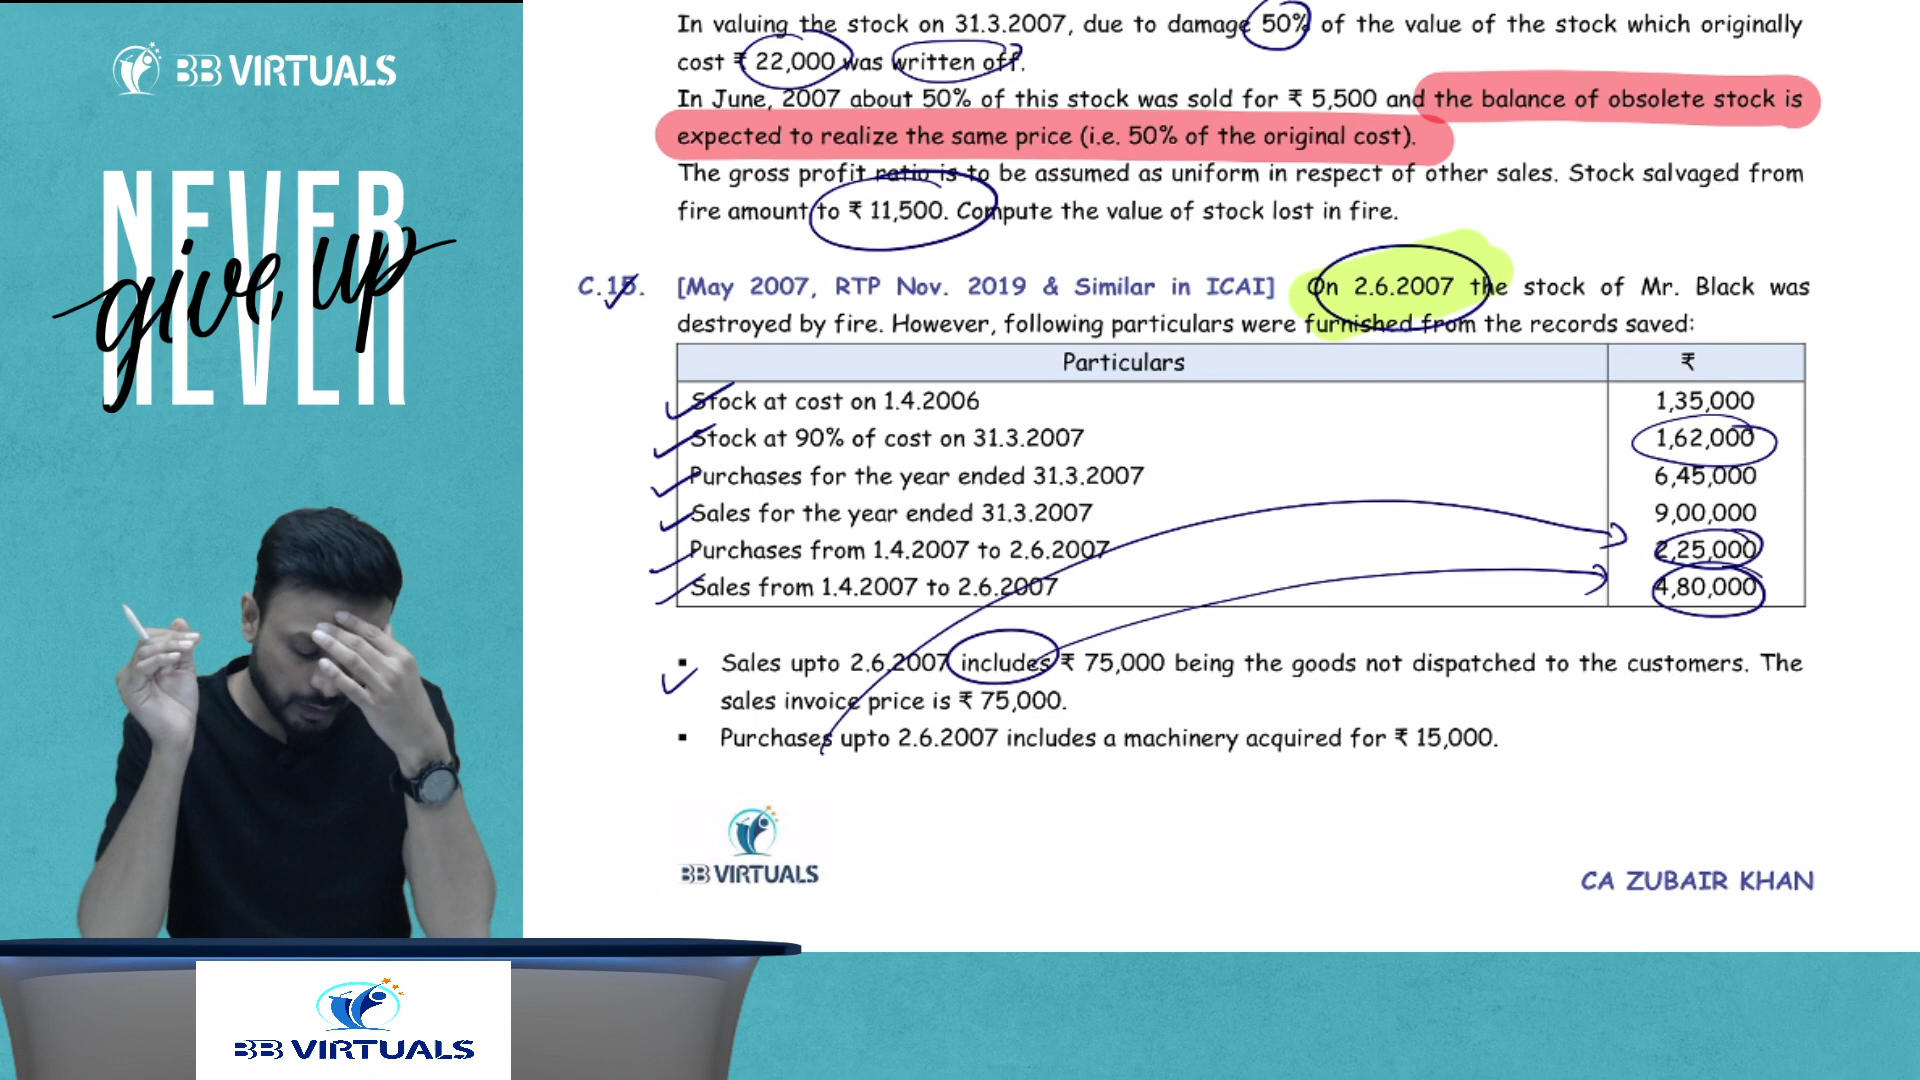 BB VIRTUALS
NEVER
give up
NEVER
In valuing the stock on 31.3.2007, due to damage 50% of the value of the stock which originally
cost ₹ 22,000 was written off.
In June, 2007 about 50% of this stock was sold for ₹ 5,500 and the balance of obsolete stock is
expected to realize the same price (i.e. 50% of the original cost).
The gross profit ratio is to be assumed as uniform in respect of other sales. Stock salvaged from
fire amount to ₹ 11,500. Compute the value of stock lost in fire.
C.15. [May 2007, RTP Nov. 2019 & Similar in ICAI] On 2.6.2007 the stock of Mr. Black was
destroyed by fire. However, following particulars were furnished from the records saved:
Particulars ₹
Stock at cost on 1.4.2006 1,35,000
Stock at 90% of cost on 31.3.2007 1,62,000
Purchases for the year ended 31.3.2007 6,45,000
Sales for the year ended 31.3.2007 9,00,000
Purchases from 1.4.2007 to 2.6.2007 2,25,000
Sales from 1.4.2007 to 2.6.2007 4,80,000
▪ Sales upto 2.6.2007 includes ₹ 75,000 being the goods not dispatched to the customers. The
sales invoice price is ₹ 75,000.
▪ Purchases upto 2.6.2007 includes a machinery acquired for ₹ 15,000.
BB VIRTUALS
CA ZUBAIR KHAN
BB VIRTUALS